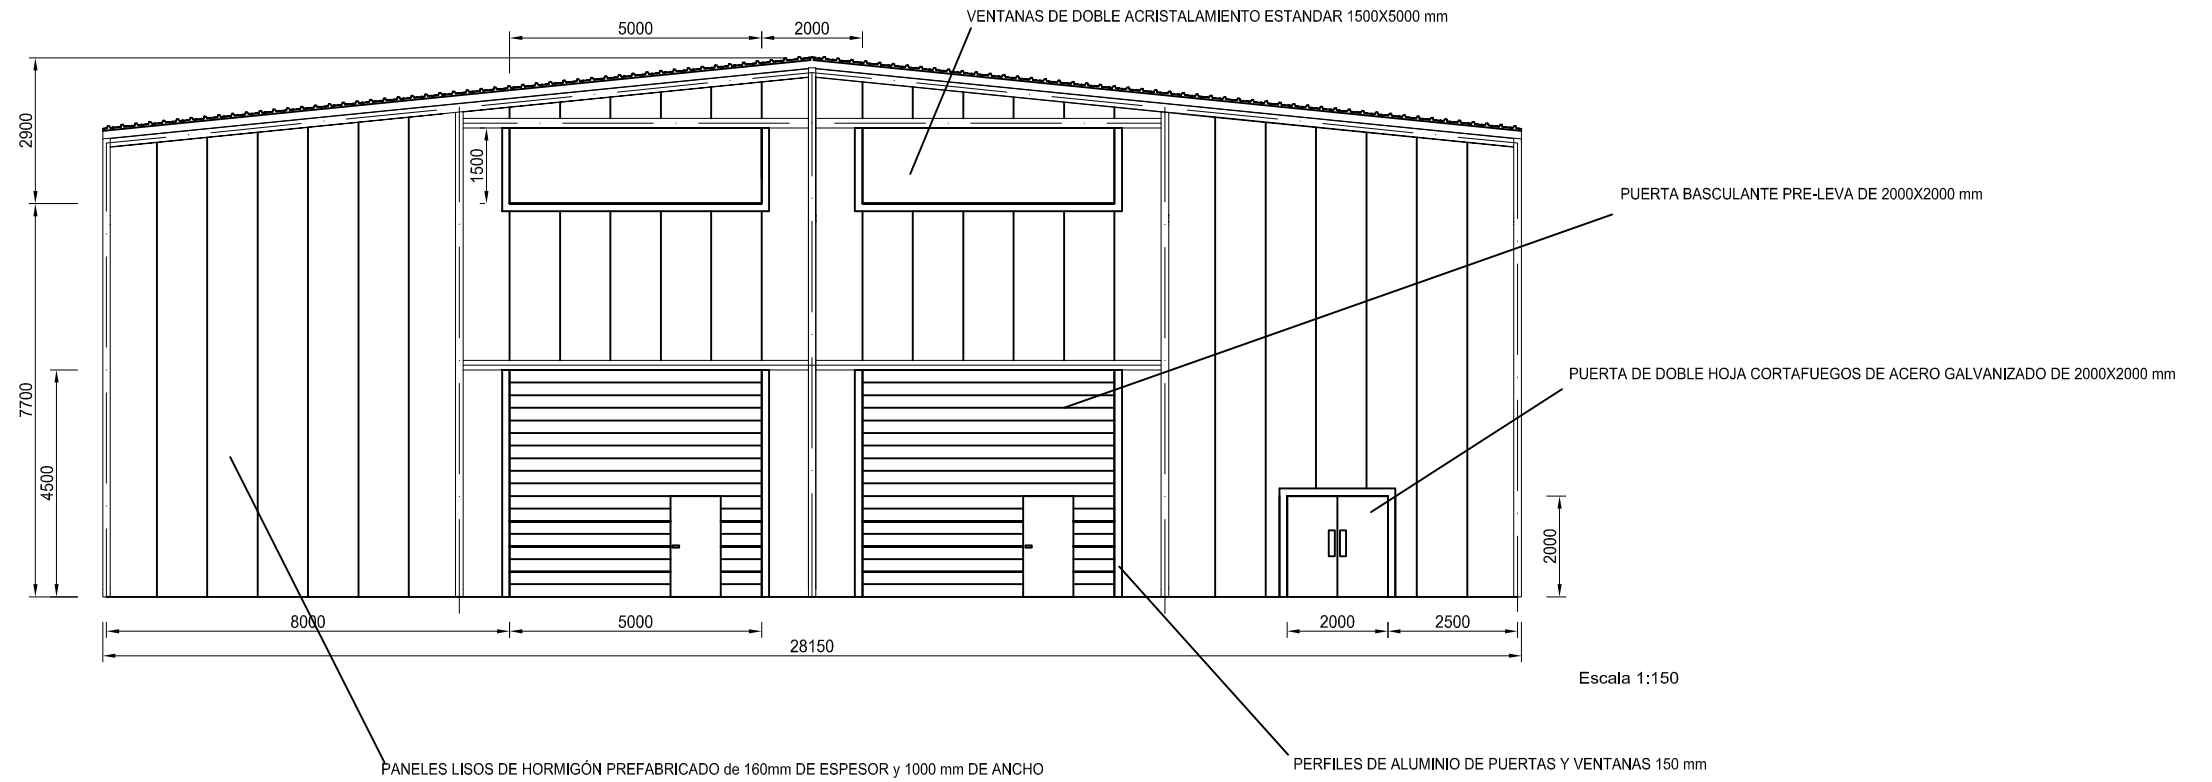 VENTANAS DE DOBLE ACRISTALAMIENTO ESTANDAR 1500X5000 mm
5000
2000
2900
1500
PUERTA BASCULANTE PRE-LEVA DE 2000X2000 mm
PUERTA DE DOBLE HOJA CORTAFUEGOS DE ACERO GALVANIZADO DE 2000X2000 mm
7700
4500
2000
8000
5000
2000
2500
28150
Escala 1:150
PANELES LISOS DE HORMIGÓN PREFABRICADO de 160mm DE ESPESOR y 1000 mm DE ANCHO
PERFILES DE ALUMINIO DE PUERTAS Y VENTANAS 150 mm